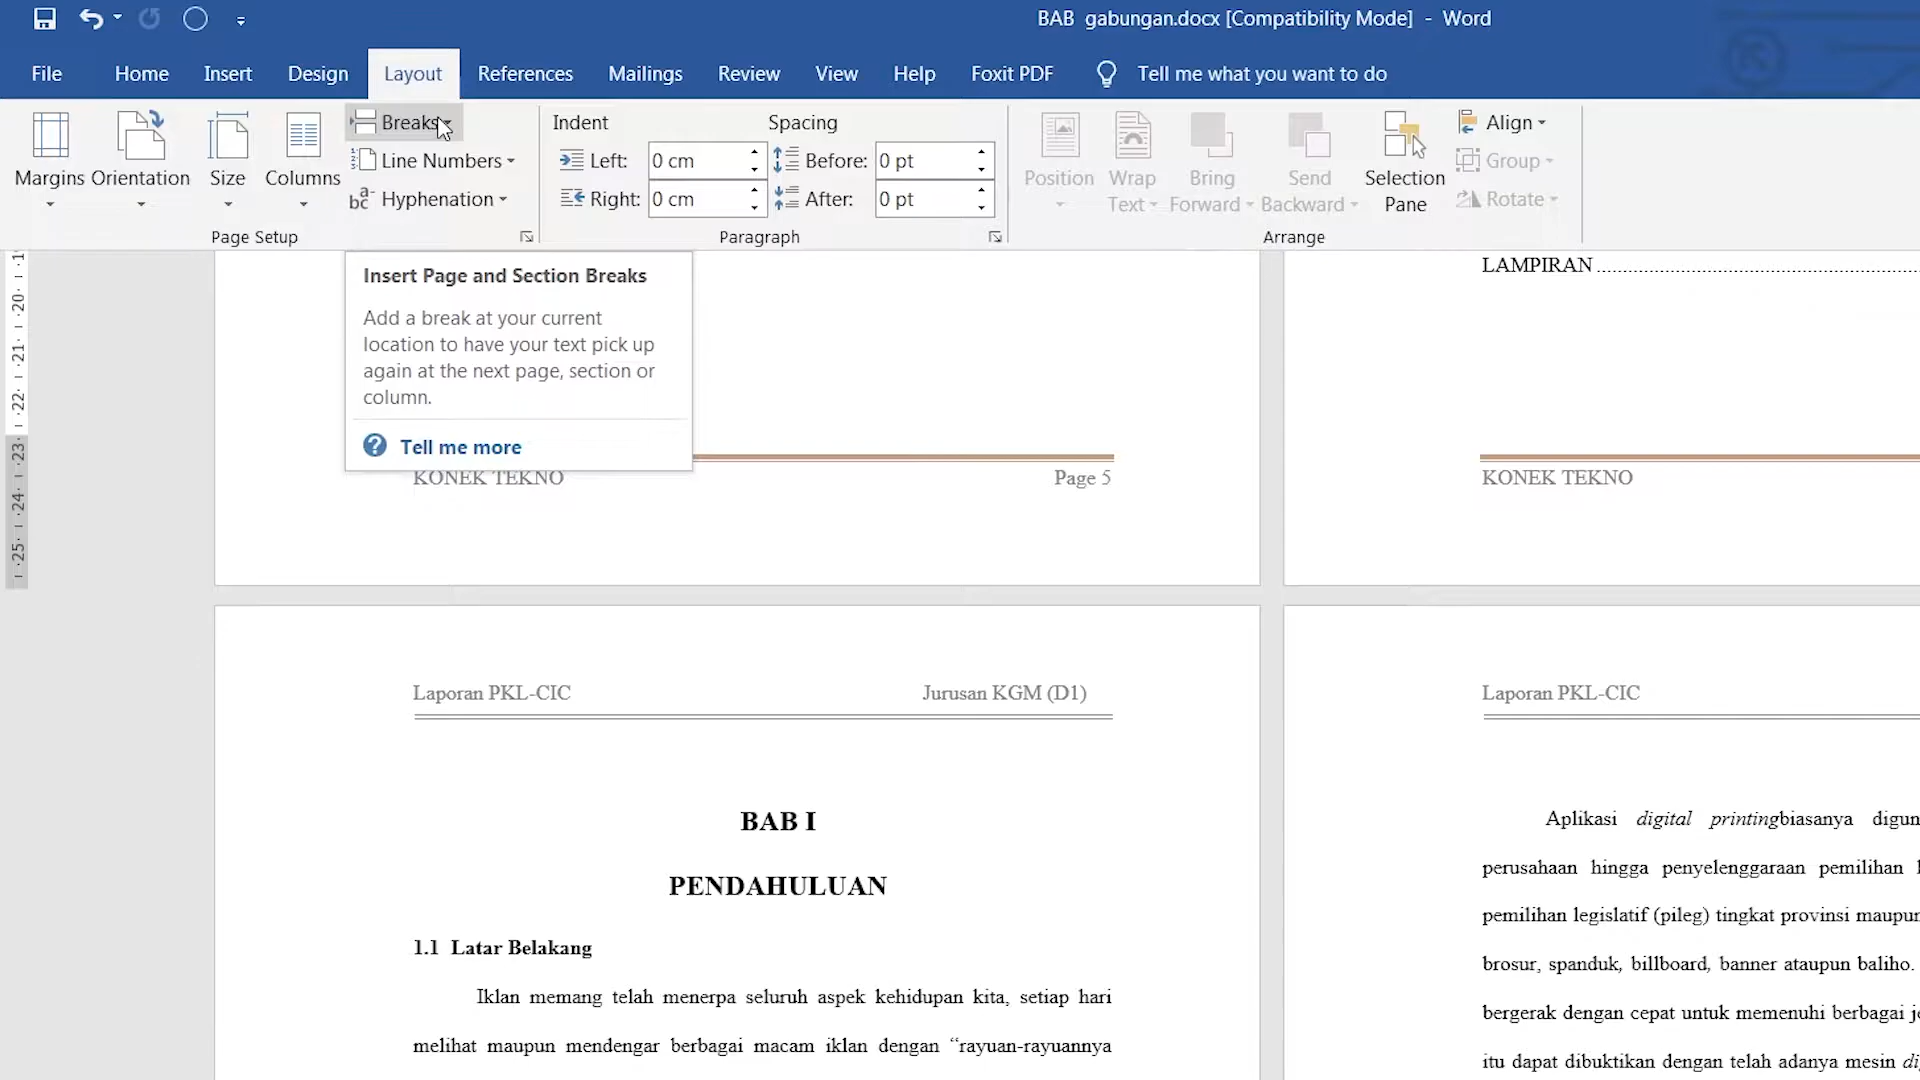 BAB gabungan.docx [Compatibility Mode] - Word
File Home Insert Design Layout References Mailings Review View Help Foxit PDF Tell me what you want to do
Margins
Orientation
Size
Columns
Breaks
Line Numbers
Hyphenation
Page Setup
Indent
Left: 0 cm
Right: 0 cm
Spacing
Before: 0 pt
After: 0 pt
Paragraph
Position
Wrap
Text
Bring
Forward
Send
Backward
Selection
Pane
Align
Group
Rotate
Arrange
Insert Page and Section Breaks
Add a break at your current
location to have your text pick up
again at the next page, section or
column.
Tell me more
20
21
22
23
24
25
KONEK TEKNO Page 5
LAMPIRAN ........................................................
KONEK TEKNO
Laporan PKL-CIC Jurusan KGM (D1)
BAB I
PENDAHULUAN
1.1 Latar Belakang
Iklan memang telah menerpa seluruh aspek kehidupan kita, setiap hari
melihat maupun mendengar berbagai macam iklan dengan “rayuan-rayuannya
Laporan PKL-CIC
Aplikasi digital printingbiasanya digun
perusahaan hingga penyelenggaraan pemilihan
pemilihan legislatif (pileg) tingkat provinsi maupun
brosur, spanduk, billboard, banner ataupun baliho.
bergerak dengan cepat untuk memenuhi berbagai je
itu dapat dibuktikan dengan telah adanya mesin di